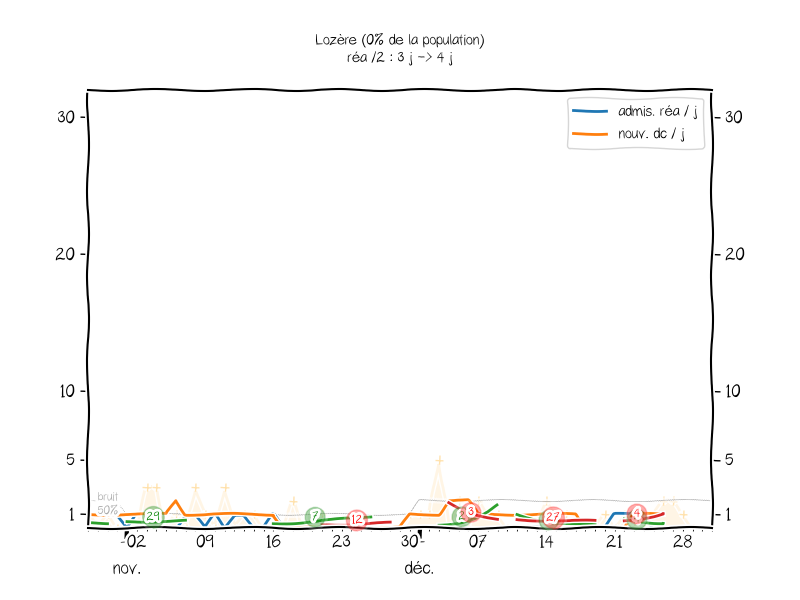 Lozère (0% de la population)
réa /2 : 3 j -> 4 j
admis. réa / j
nouv. dc / j
30 30
20 20
10 10
5 5
1 1
bruit
50%
29 7 12 3 27 4
02 09 16 23 30 07 14 21 28
nov. déc.